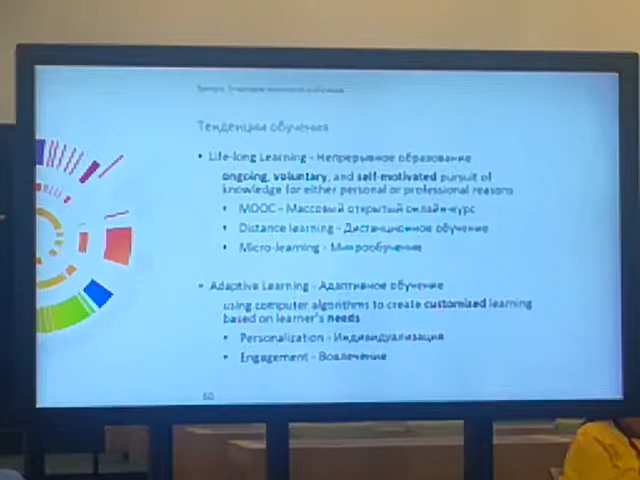 Тенденции обучения
• Life-long Learning - Непрерывное образование
ongoing, voluntary, and self-motivated pursuit of
knowledge for either personal or professional reasons
• MOOC - Массовый открытый онлайн-курс
• Distance learning - Дистанционное обучение
• Micro-learning - Микрообучение
• Adaptive Learning - Адаптивное обучение
using computer algorithms to create customized learning
based on learner's needs
• Personalization - Индивидуализация
• Engagement - Вовлечение